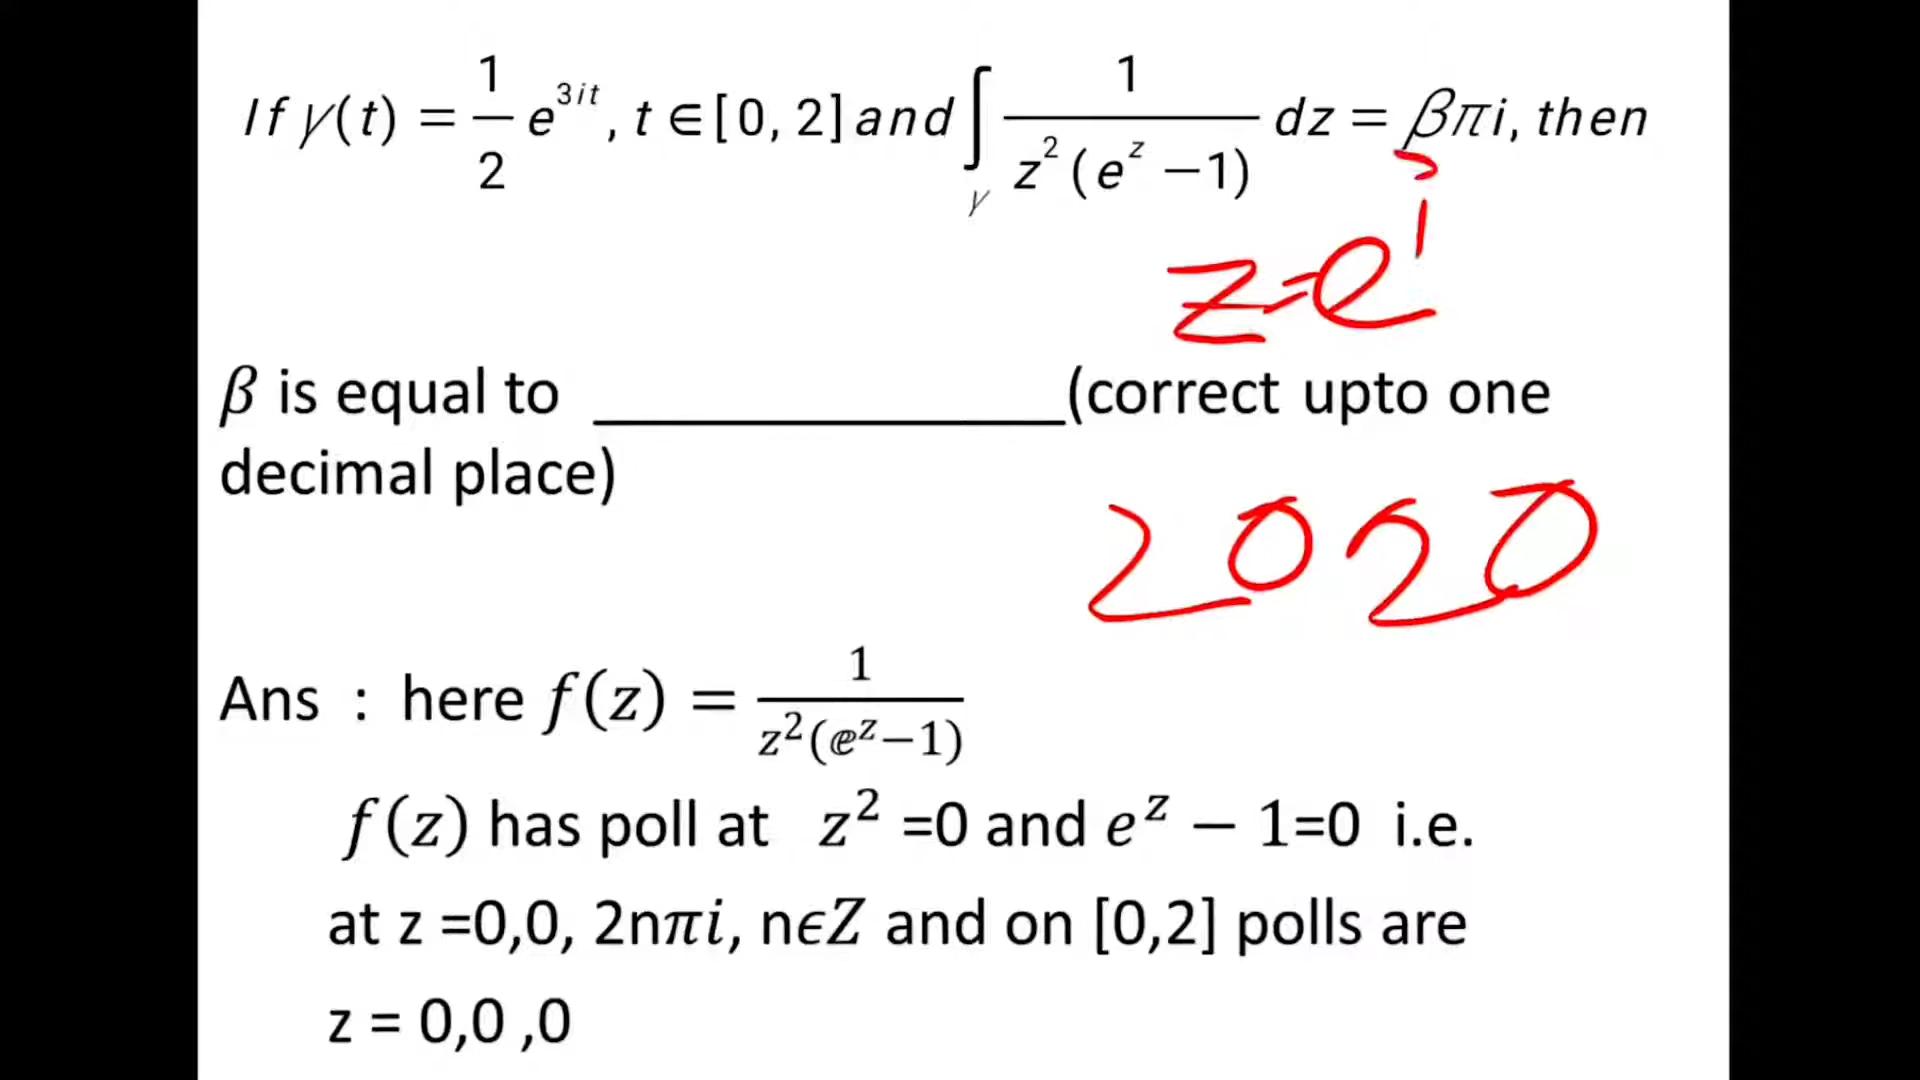 If γ(t) = 1/2 e^{3it}, t ∈ [0, 2] and ∫_γ 1/(z^2 (e^z − 1)) dz = βπi, then
z=e^i
β is equal to ______________(correct upto one
decimal place)
2020
Ans : here f(z) = 1/(z^2(e^z−1))
f(z) has poll at z^2 =0 and e^z − 1=0 i.e.
at z =0,0, 2nπi, nϵZ and on [0,2] polls are
z = 0,0 ,0